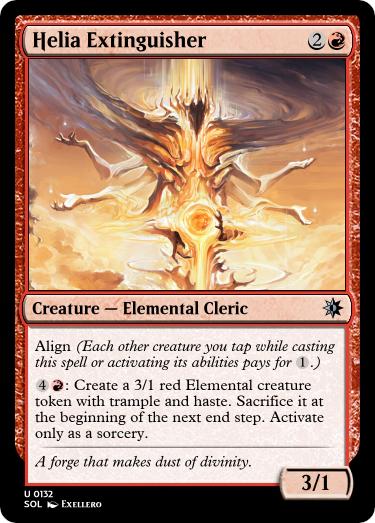 Helia Extinguisher 2
Creature — Elemental Cleric
Align (Each other creature you tap while casting
this spell or activating its abilities pays for 1.)
4: Create a 3/1 red Elemental creature
token with trample and haste. Sacrifice it at
the beginning of the next end step. Activate
only as a sorcery.
A forge that makes dust of divinity.
3/1
U 0132
SOL Exellero